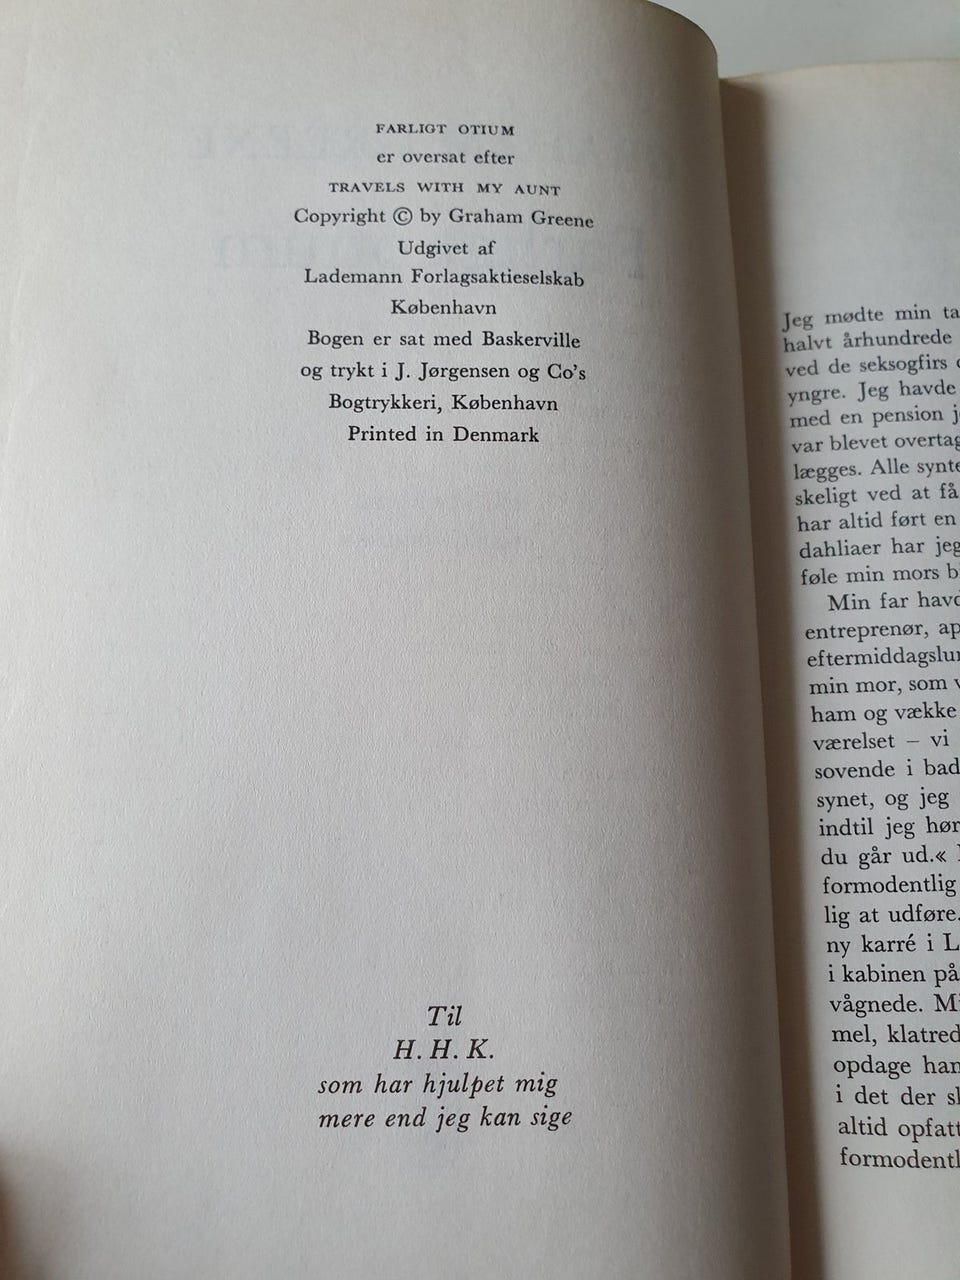 FARLIGT OTIUM
er oversat efter
TRAVELS WITH MY AUNT
Copyright © by Graham Greene
Udgivet af
Lademann Forlagsaktieselskab
København
Bogen er sat med Baskerville
og trykt i J. Jørgensen og Co's
Bogtrykkeri, København
Printed in Denmark
Til
H. H. K.
som har hjulpet mig
mere end jeg kan sige
Jeg mødte min ta
halvt århundrede
ved de seksogfirs
yngre. Jeg havde
med en pension j
var blevet overtag
lægges. Alle synte
skeligt ved at få
har altid ført en
dahliaer har jeg
føle min mors b
Min far havd
entreprenør, ap
eftermiddagslur
min mor, som v
ham og vække
værelset – vi
sovende i bad
synet, og jeg
indtil jeg hør
du går ud.«
formodentlig
lig at udføre.
ny karré i L
i kabinen på
vågnede. Mi
mel, klatred
opdage han
i det der sk
altid opfatt
formodentl